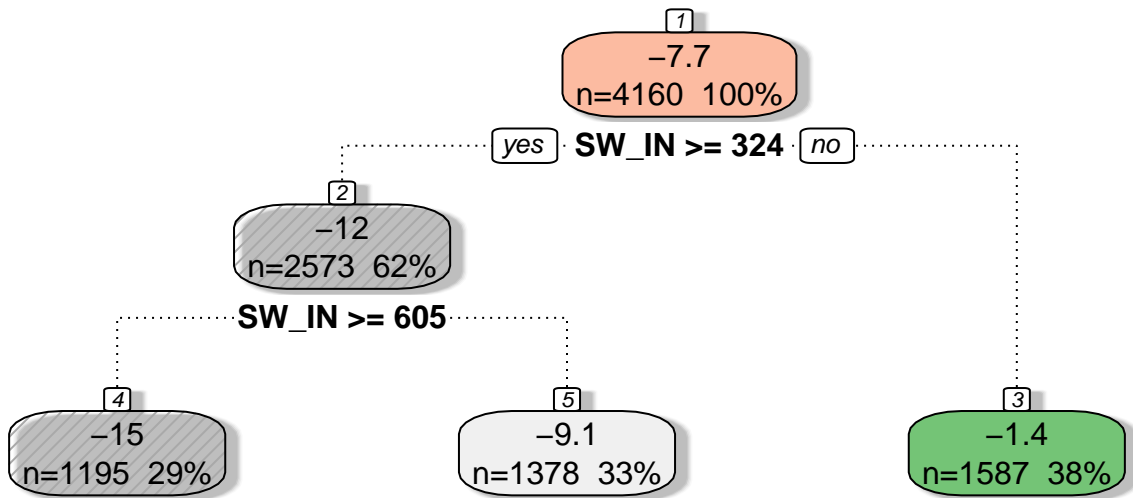 1
−7.7
n=4160 100%
yes SW_IN >= 324 no
2
−12
n=2573 62%
SW_IN >= 605
4
−15
n=1195 29%
5
−9.1
n=1378 33%
3
−1.4
n=1587 38%